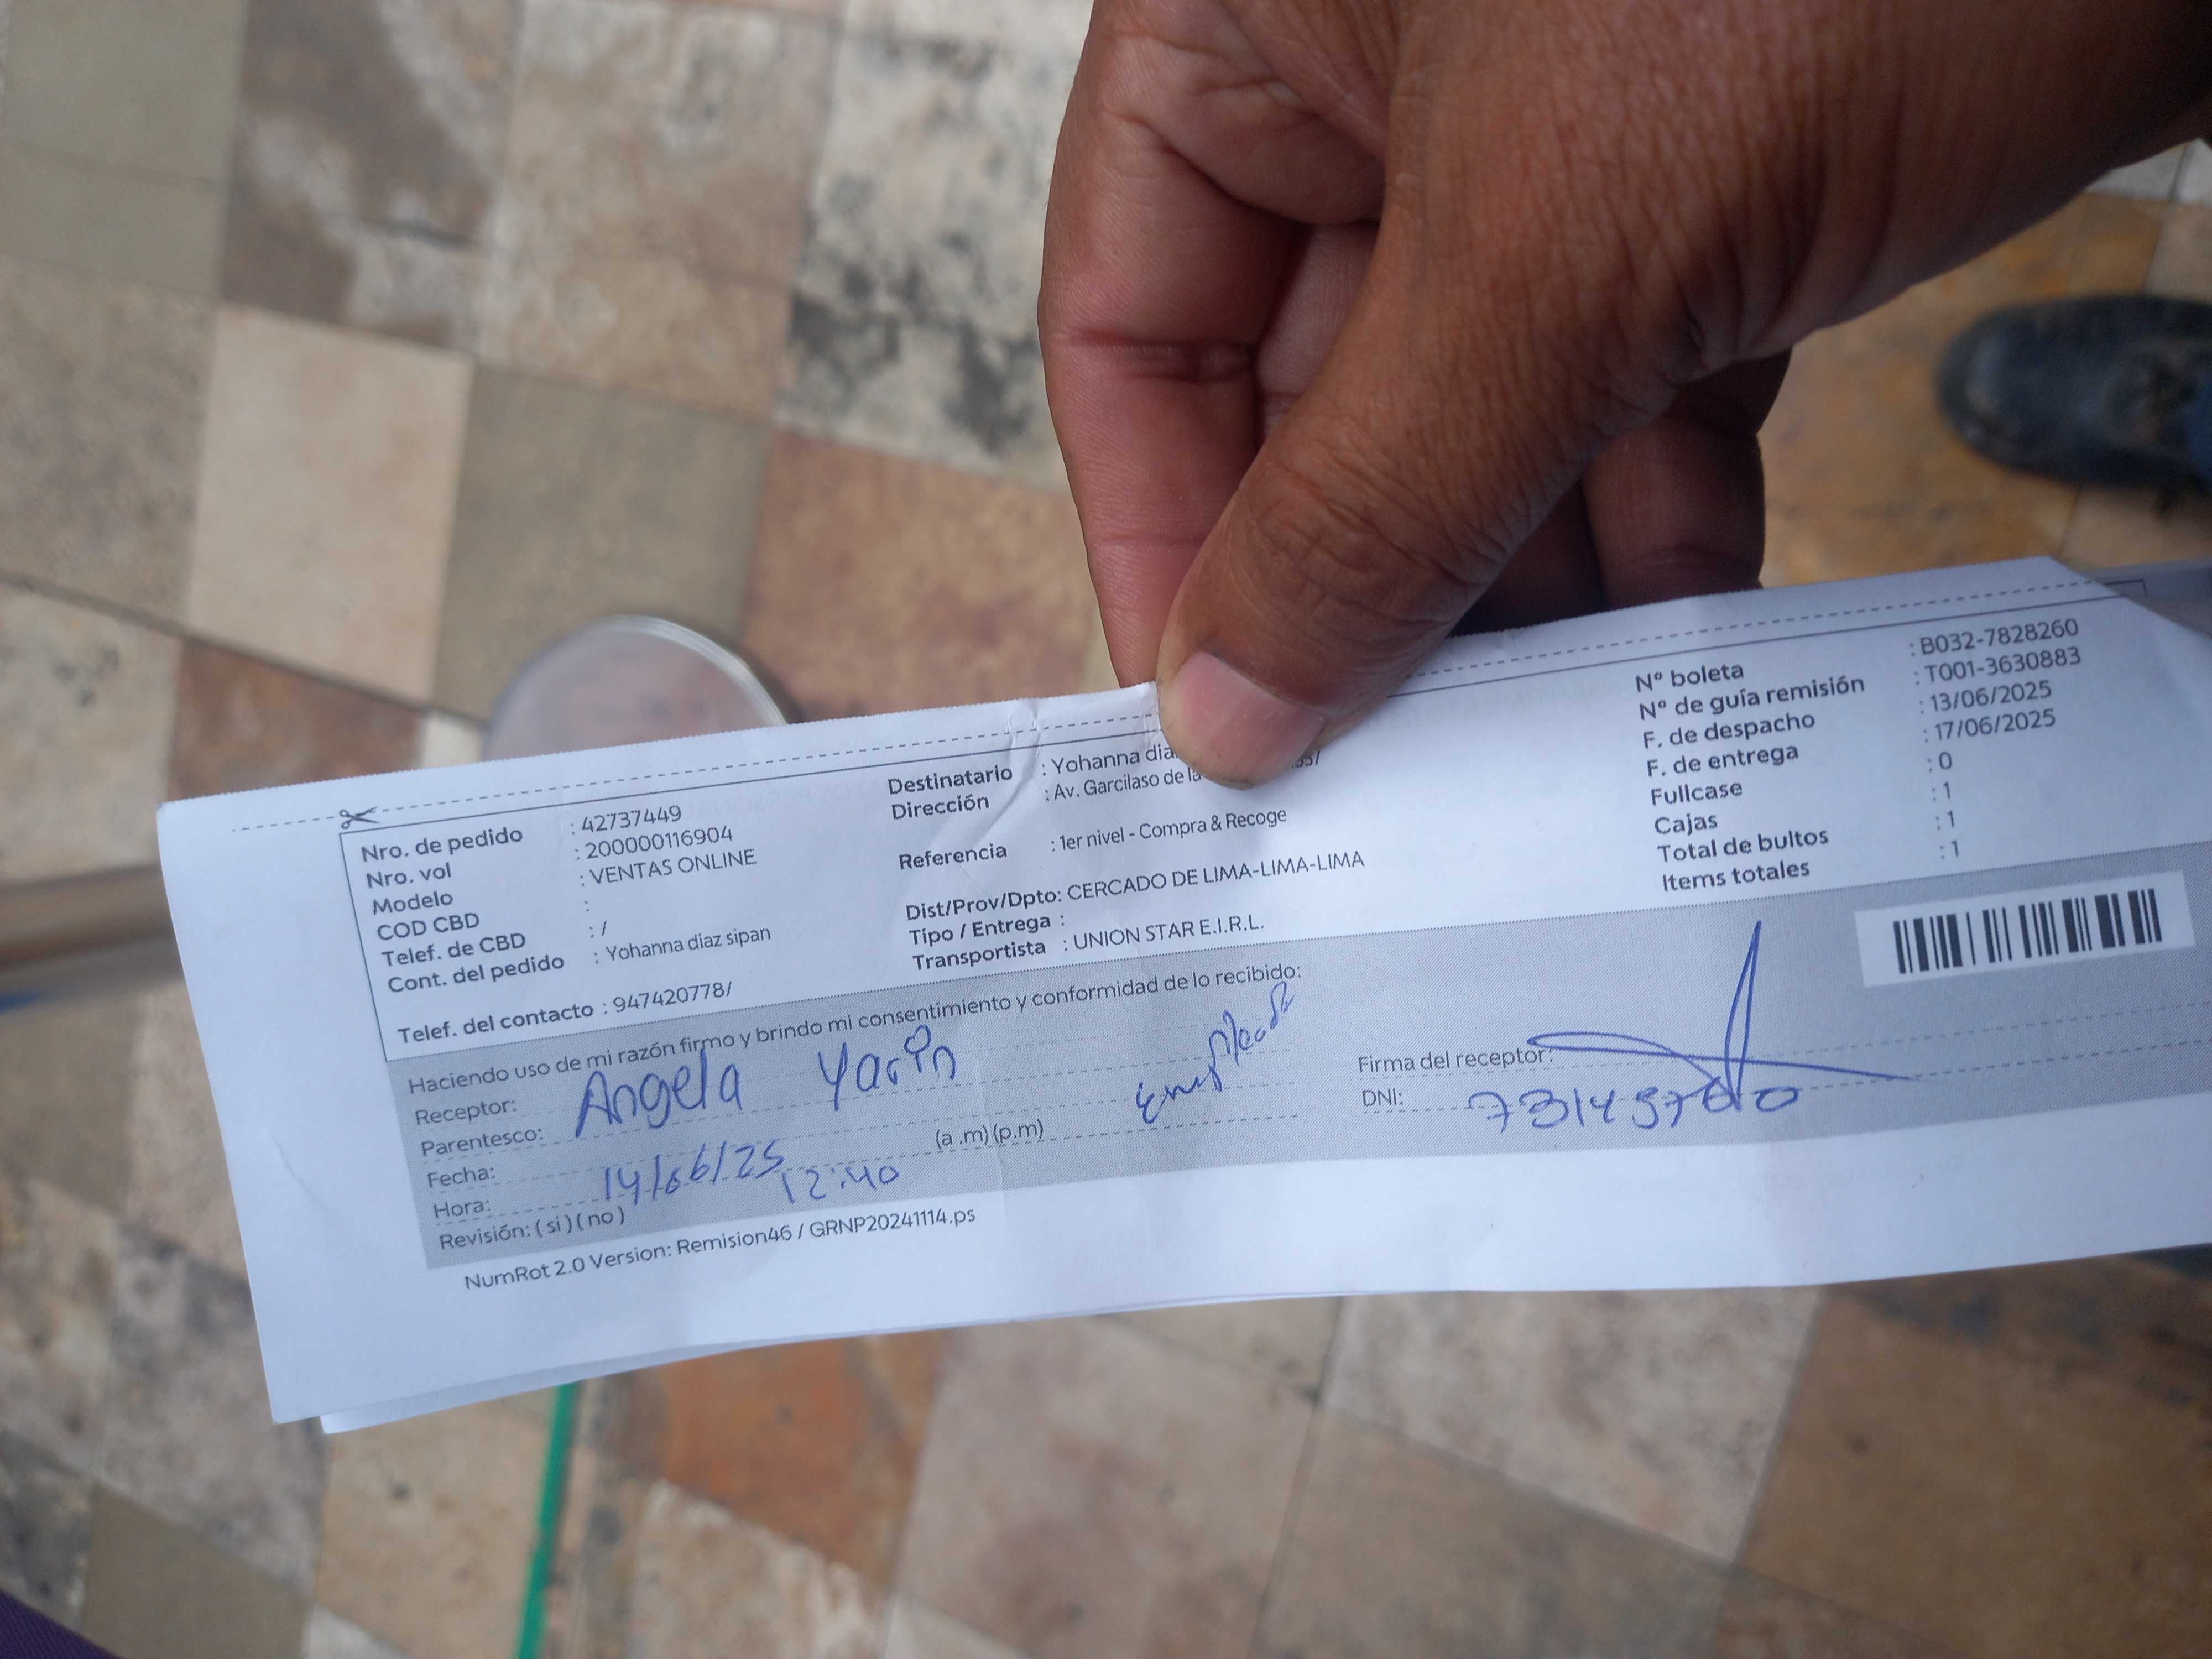 Nro. de pedido : 42737449
Nro. vol : 200000116904
Modelo : VENTAS ONLINE
COD CBD :
Telef. de CBD : /
Cont. del pedido : Yohanna diaz sipan
Telef. del contacto : 947420778/
Destinatario : Yohanna
Dirección : Av. Garcilaso de la
Referencia : 1er nivel - Compra & Recoge
Dist/Prov/Dpto: CERCADO DE LIMA-LIMA-LIMA
Tipo / Entrega :
Transportista : UNION STAR E.I.R.L.
Nº boleta : B032-7828260
Nº de guía remisión : T001-3630883
F. de despacho : 13/06/2025
F. de entrega : 17/06/2025
Fullcase : 0
Cajas : 1
Total de bultos : 1
Items totales : 1
Haciendo uso de mi razón firmo y brindo mi consentimiento y conformidad de lo recibido:
Receptor: Angela Yarin
Parentesco: Empleada
Fecha: 14/06/25
Hora: 12:40 (a .m) (p.m)
Revisión: ( si ) ( no )
Firma del receptor:
DNI:
NumRot 2.0 Version: Remision46 / GRNP20241114.ps